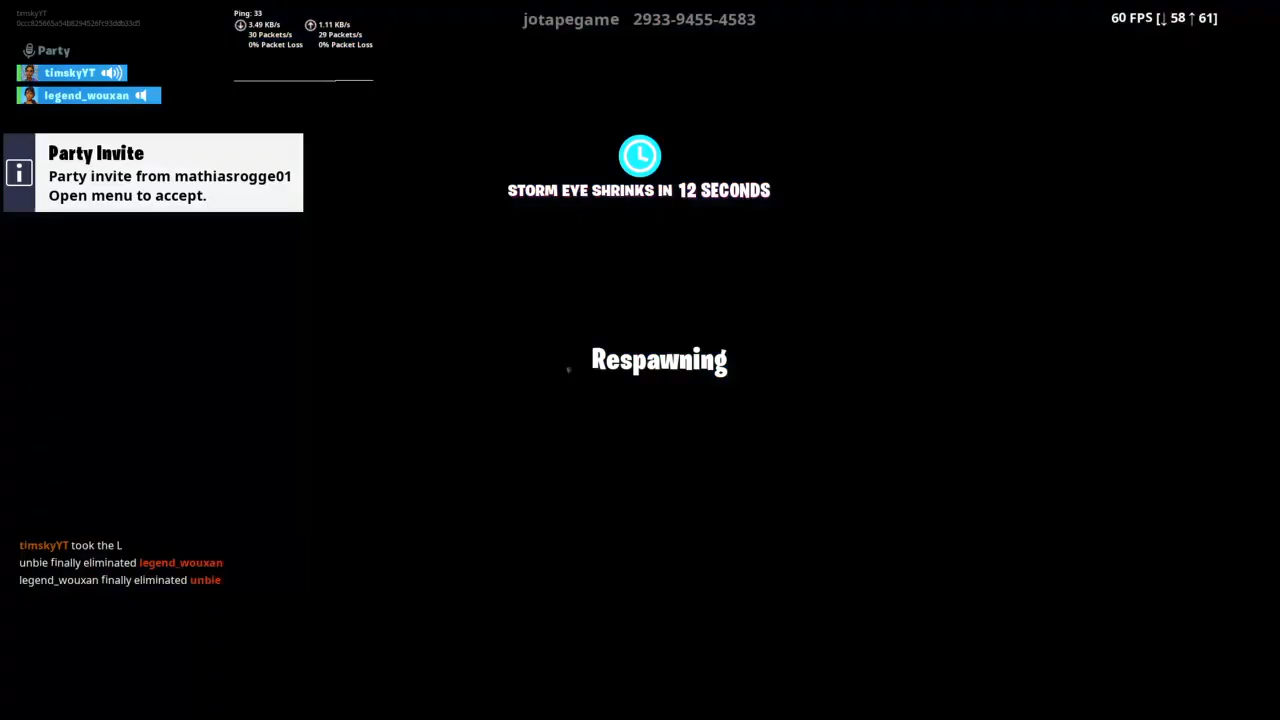 timskyYT
Ping: 33
3.49 KB/s
1.11 KB/s
30 Packets/s
29 Packets/s
0% Packet Loss
0% Packet Loss
jotapegame 2933-9455-4583
60 FPS [↓ 58 ↑ 61]
Party
timskyYT
legend_wouxan
Party Invite
Party invite from mathiasrogge01
Open menu to accept.
STORM EYE SHRINKS IN 12 SECONDS
Respawning
timskyYT took the L
unbie finally eliminated legend_wouxan
legend_wouxan finally eliminated unbie